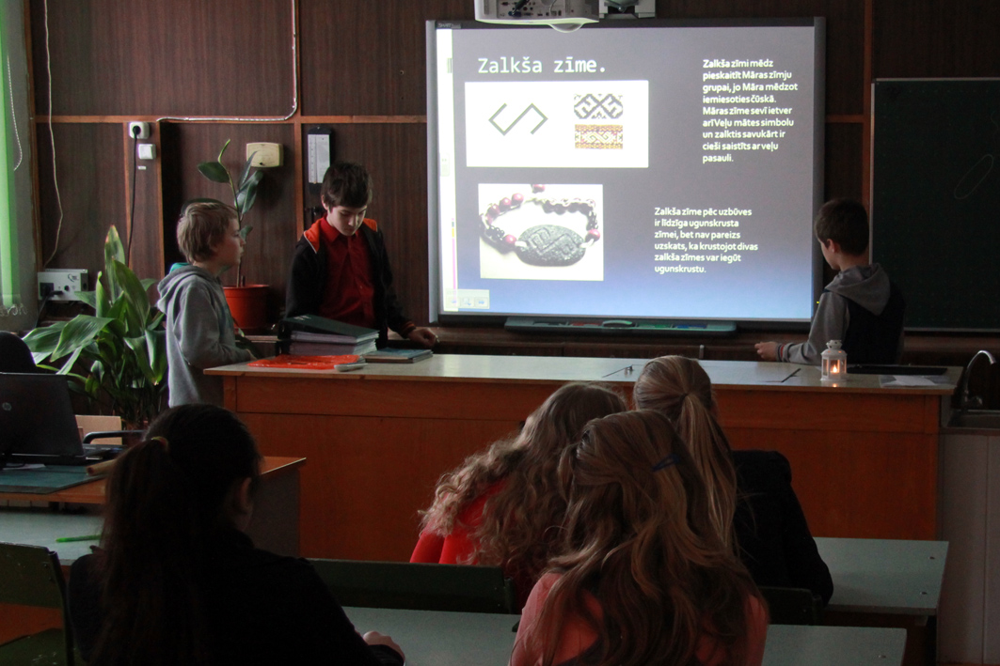 Zalkša zīme.
Zalkša zīmi mēdz
pieskaitīt Māras zīmju
grupai, jo Māra mēdzot
iemiesoties čūskā.
Māras zīme sevī ietver
arī Veļu mātes simbolu
un zalktis savukārt ir
cieši saistīts ar veļu
pasauli.
Zalkša zīme pēc uzbūves
ir līdzīga ugunskrusta
zīmei, bet nav pareizs
uzskats, ka krustojot divas
zalkša zīmes var iegūt
ugunskrustu.